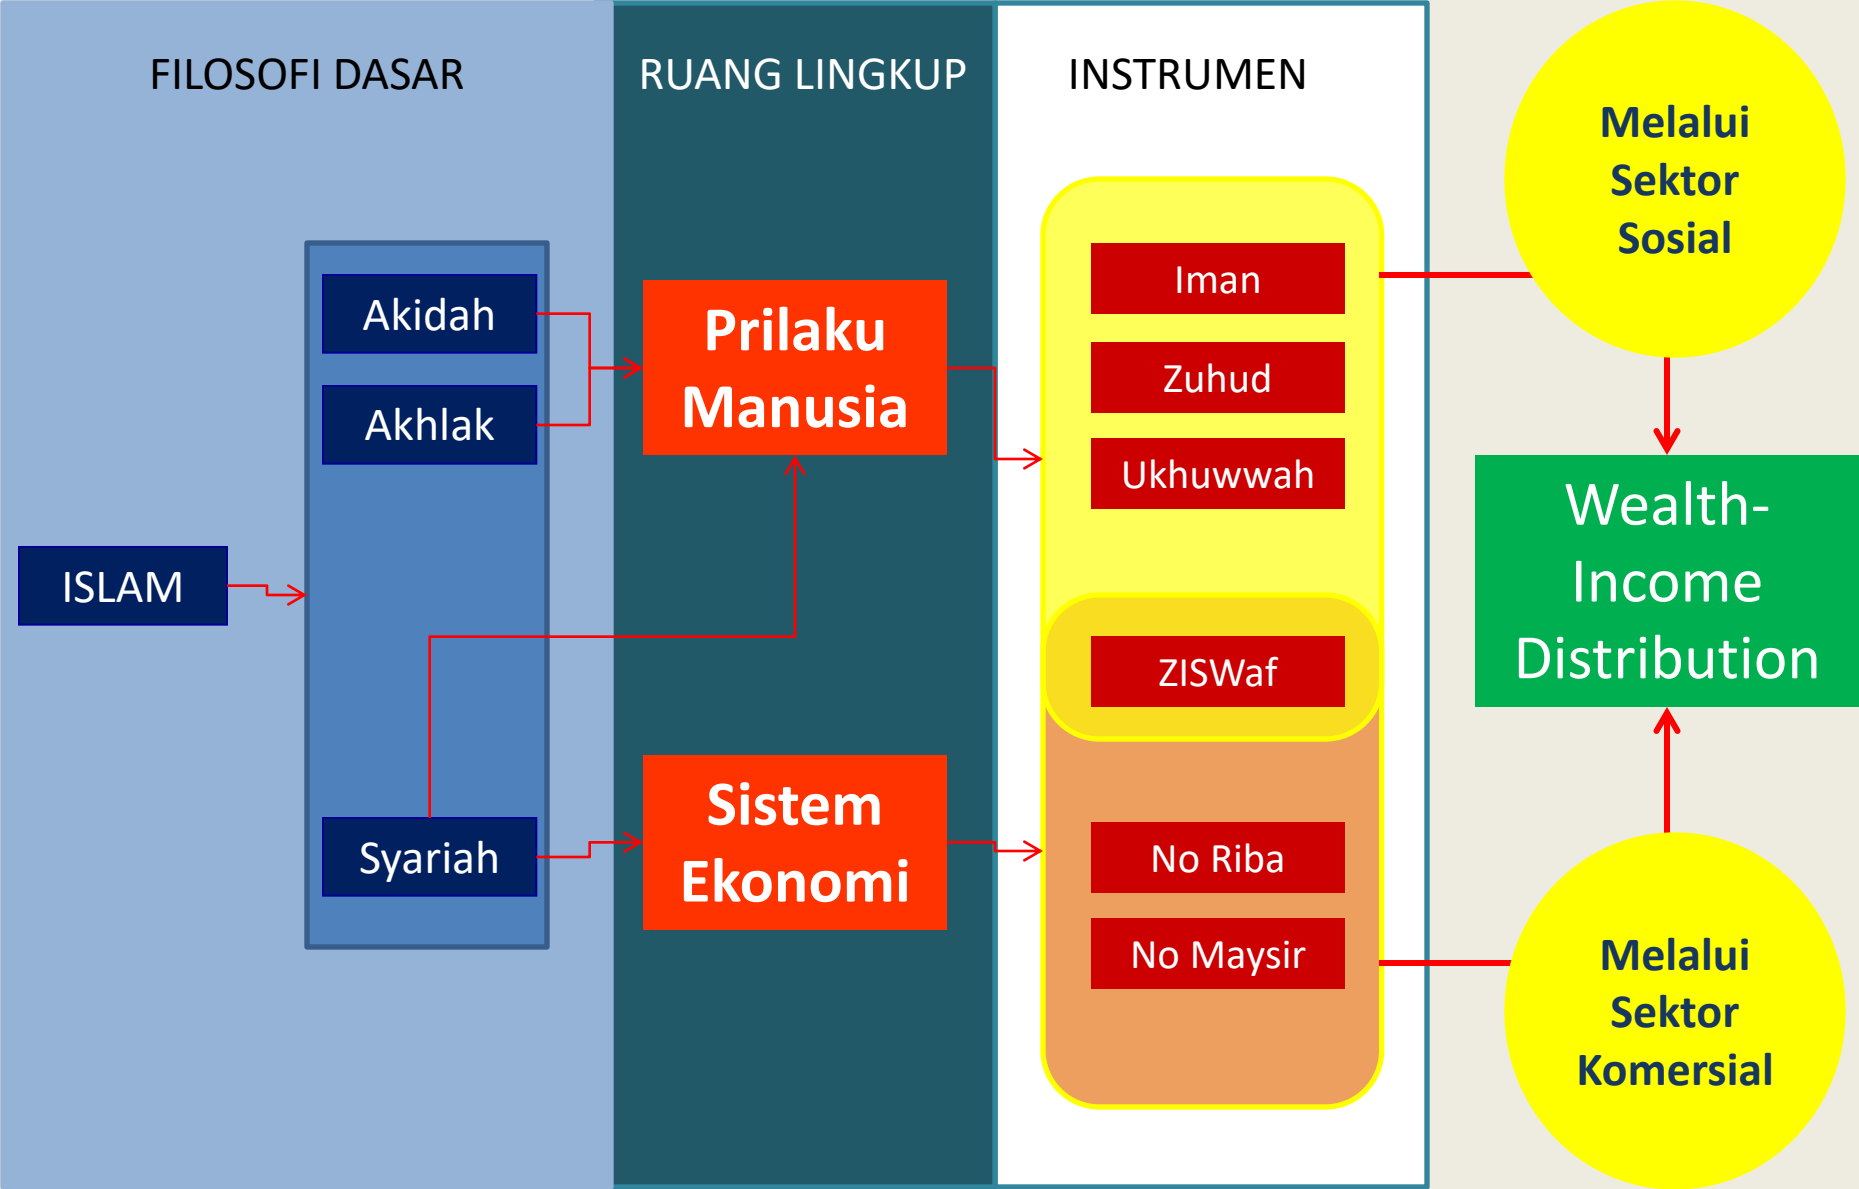 FILOSOFI DASAR
RUANG LINGKUP
INSTRUMEN
ISLAM
Akidah
Akhlak
Syariah
Prilaku
Manusia
Sistem
Ekonomi
Iman
Zuhud
Ukhuwwah
ZISWaf
No Riba
No Maysir
Melalui
Sektor
Sosial
Wealth-
Income
Distribution
Melalui
Sektor
Komersial